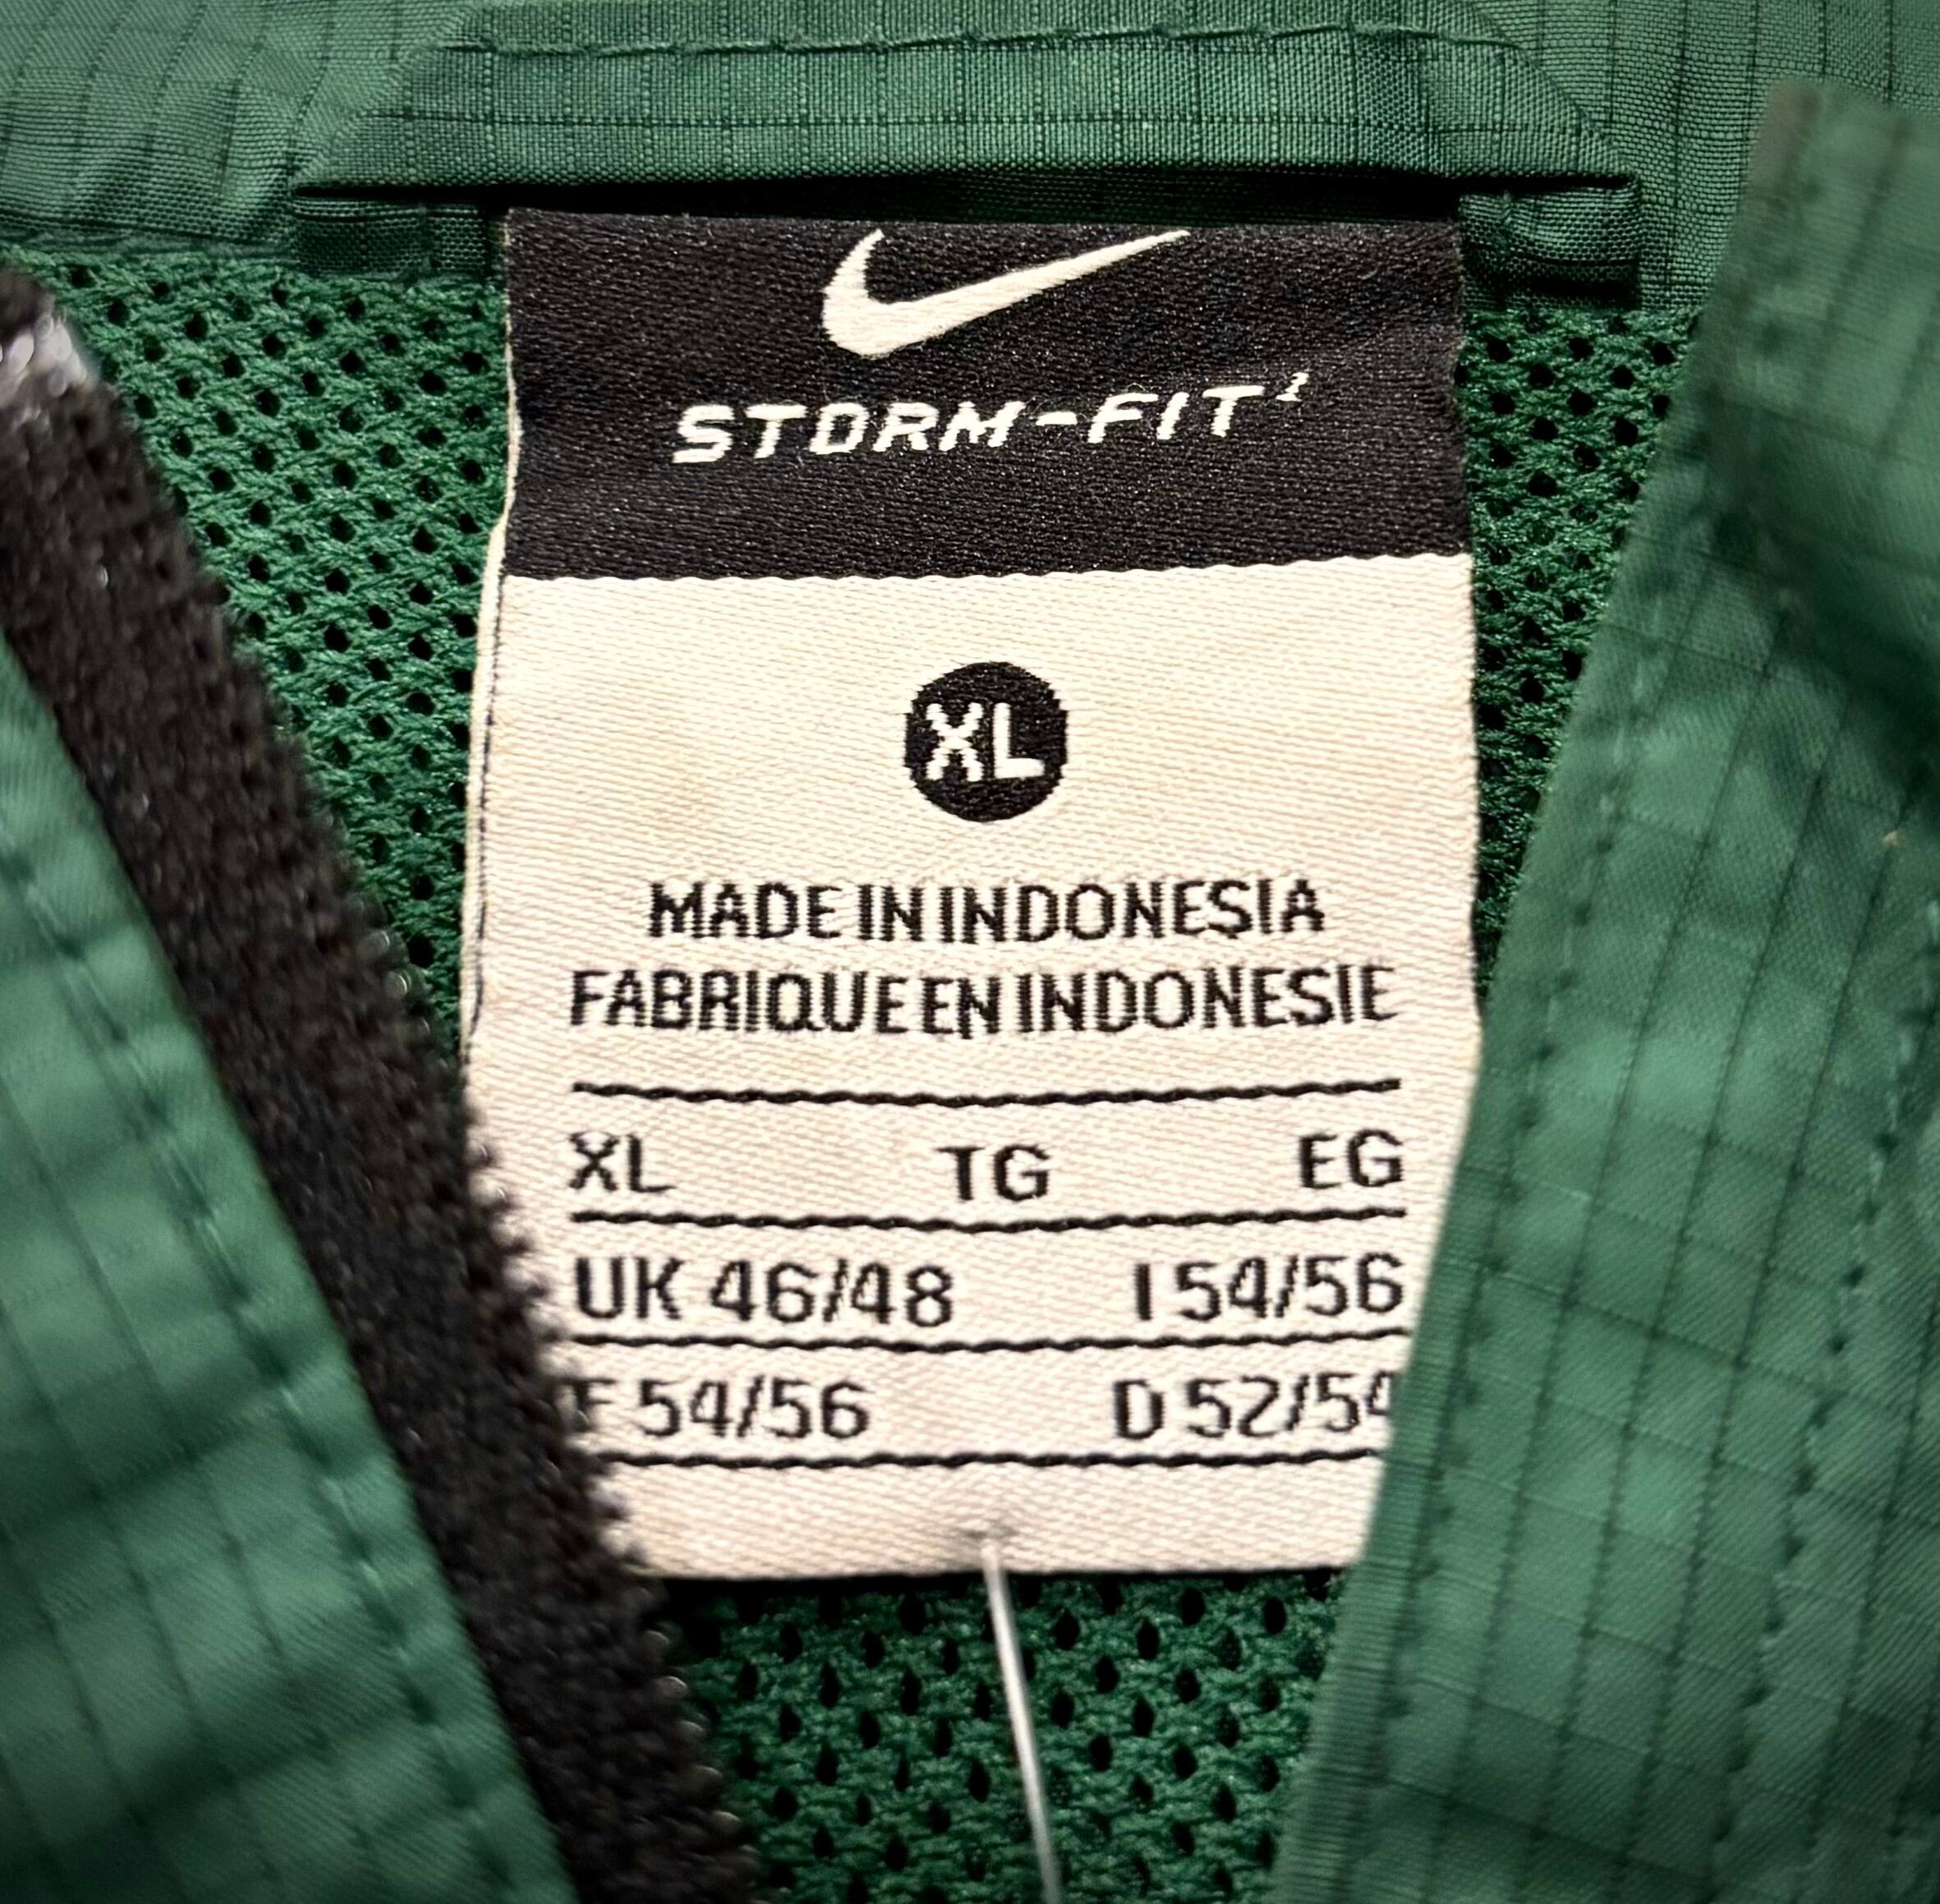 STORM-FIT²
XL
MADE IN INDONESIA
FABRIQUE EN INDONESIE
XL TG EG
UK 46/48 I 54/56
F 54/56 D 52/54